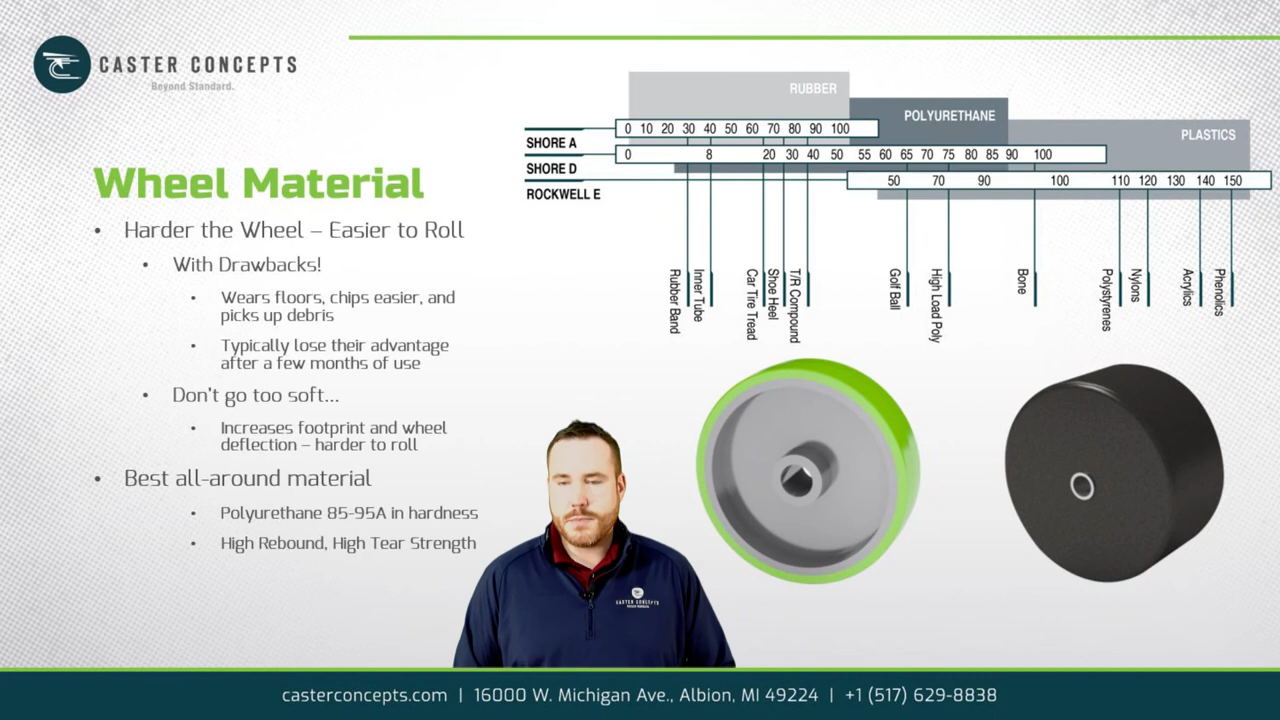 CASTER CONCEPTS
Beyond Standard.
Wheel Material
• Harder the Wheel – Easier to Roll
• With Drawbacks!
• Wears floors, chips easier, and
picks up debris
• Typically lose their advantage
after a few months of use
• Don't go too soft...
• Increases footprint and wheel
deflection – harder to roll
• Best all-around material
• Polyurethane 85-95A in hardness
• High Rebound, High Tear Strength
RUBBER
POLYURETHANE
PLASTICS
SHORE A
0 10 20 30 40 50 60 70 80 90 100
SHORE D
0 8 20 30 40 50 55 60 65 70 75 80 85 90 100
ROCKWELL E
50 70 90 100 110 120 130 140 150
Rubber Band
Inner Tube
Car Tire Tread
Shoe Heel
T/R Compound
Golf Ball
High Load Poly
Bone
Polystyrenes
Nylons
Acrylics
Phenolics
CASTER CONCEPTS
casterconcepts.com | 16000 W. Michigan Ave., Albion, MI 49224 | +1 (517) 629-8838